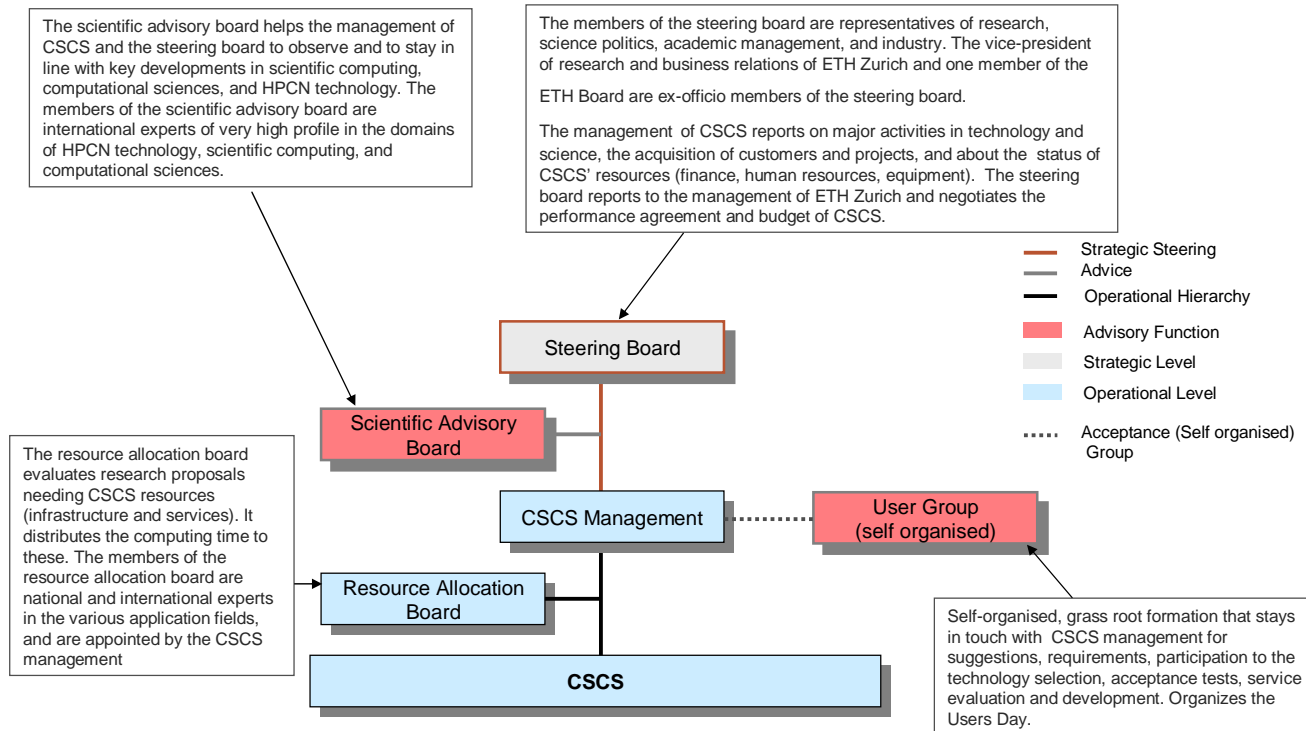 The scientific advisory board helps the management of
CSCS and the steering board to observe and to stay in
line with key developments in scientific computing,
computational sciences, and HPCN technology. The
members of the scientific advisory board are
international experts of very high profile in the domains
of HPCN technology, scientific computing, and
computational sciences.
The members of the steering board are representatives of research,
science politics, academic management, and industry. The vice-president
of research and business relations of ETH Zurich and one member of the
ETH Board are ex-officio members of the steering board.
The management of CSCS reports on major activities in technology and
science, the acquisition of customers and projects, and about the status of
CSCS' resources (finance, human resources, equipment). The steering
board reports to the management of ETH Zurich and negotiates the
performance agreement and budget of CSCS.
Strategic Steering
Advice
Operational Hierarchy
Advisory Function
Strategic Level
Operational Level
Acceptance (Self organised)
Group
Steering Board
Scientific Advisory
Board
The resource allocation board
evaluates research proposals
needing CSCS resources
(infrastructure and services). It
distributes the computing time to
these. The members of the
resource allocation board are
national and international experts
in the various application fields,
and are appointed by the CSCS
management
CSCS Management
User Group
(self organised)
Resource Allocation
Board
CSCS
Self-organised, grass root formation that stays
in touch with CSCS management for
suggestions, requirements, participation to the
technology selection, acceptance tests, service
evaluation and development. Organizes the
Users Day.